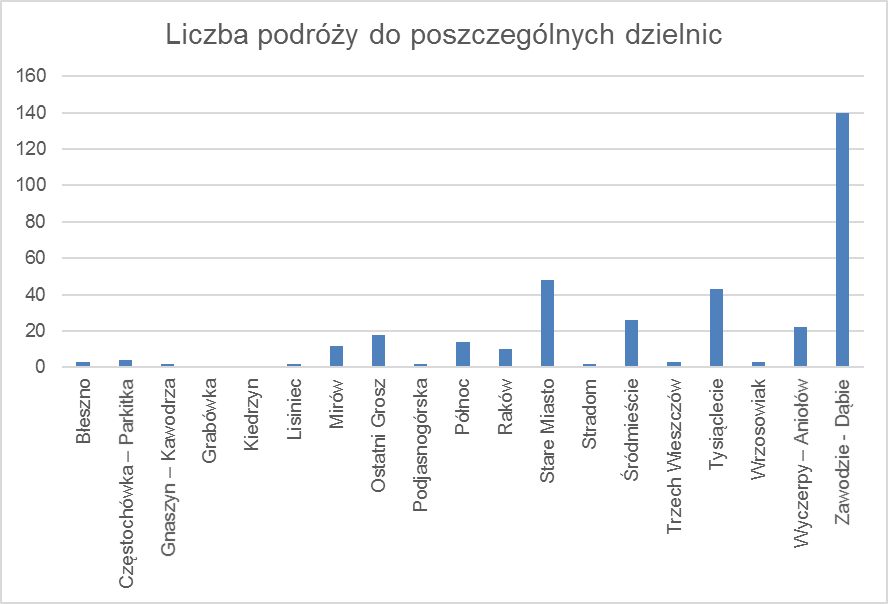 Liczba podróży do poszczególnych dzielnic
160
140
120
100
80
60
40
20
0
Błeszno
Częstochówka – Parkitka
Gnaszyn – Kawodrza
Grabówka
Kiedrzyn
Lisiniec
Mirów
Ostatni Grosz
Podjasnogórska
Północ
Raków
Stare Miasto
Stradom
Śródmieście
Trzech Wieszczów
Tysiąclecie
Wrzosowiak
Wyczerpy – Aniołów
Zawodzie - Dąbie